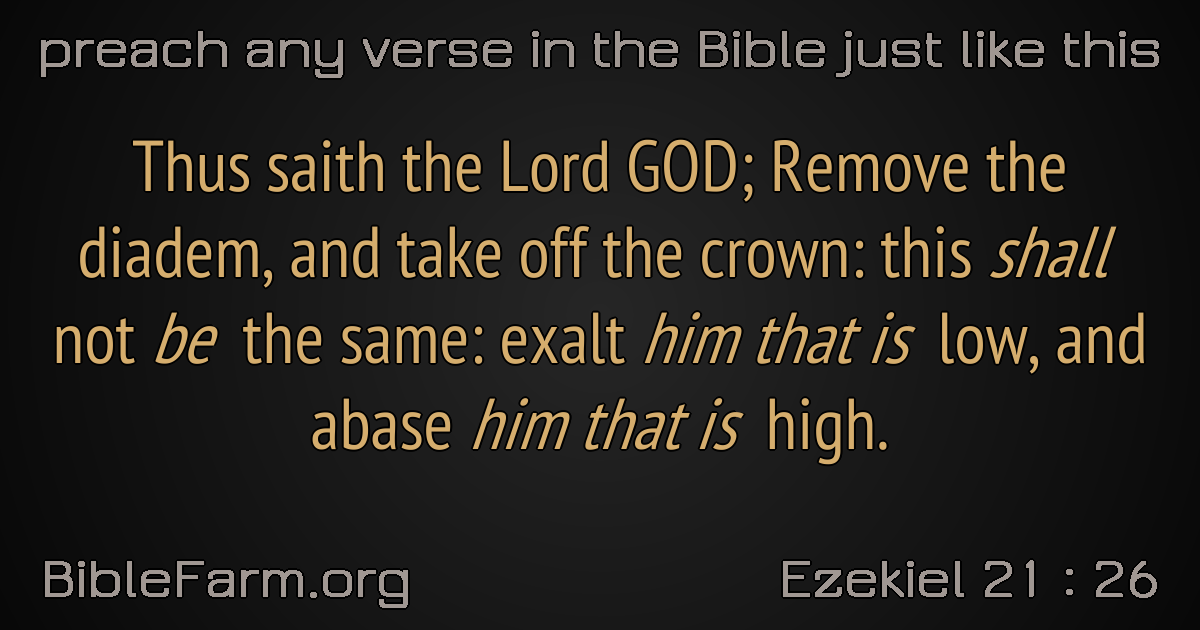 preach any verse in the Bible just like this
Thus saith the Lord GOD; Remove the
diadem, and take off the crown: this shall
not be the same: exalt him that is low, and
abase him that is high.
BibleFarm.org
Ezekiel 21 : 26